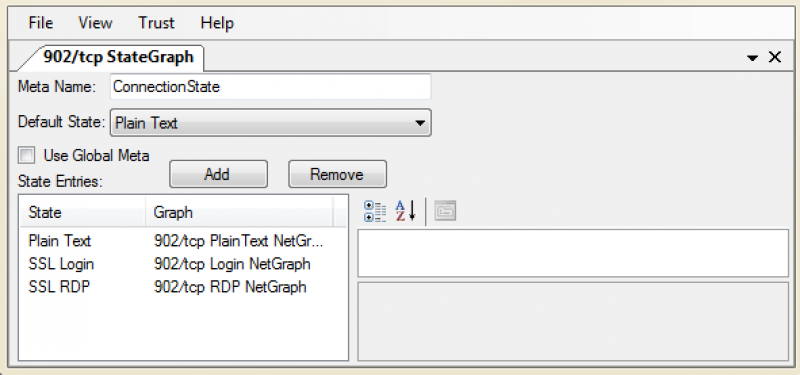 File View Trust Help
902/tcp StateGraph
Meta Name: ConnectionState
Default State: Plain Text
Use Global Meta
State Entries: Add Remove
State Graph
Plain Text 902/tcp PlainText NetGr...
SSL Login 902/tcp Login NetGraph
SSL RDP 902/tcp RDP NetGraph